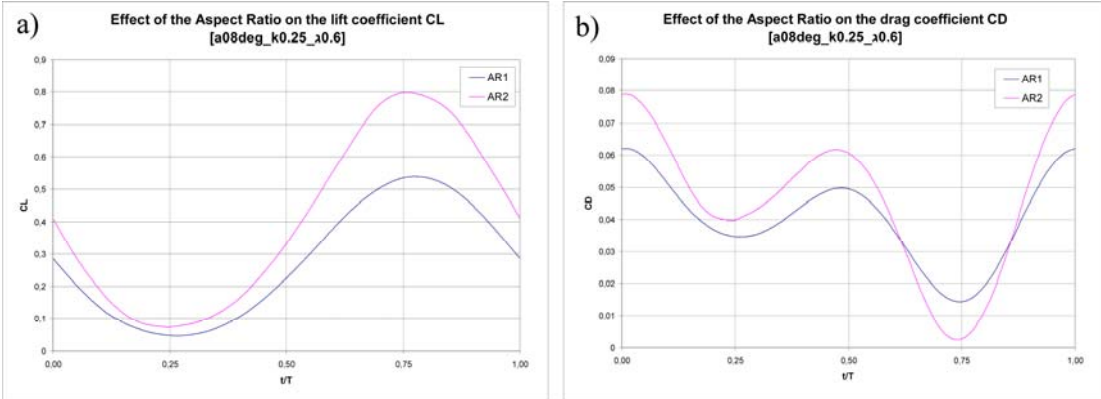 a)
Effect of the Aspect Ratio on the lift coefficient CL
[a08deg_k0.25_λ0.6]
0,9
0,8
0,7
0,6
0,5
0,4
0,3
0,2
0,1
0
CL
AR1
AR2
0,00 0,25 0,50 0,75 1,00
t/T
b)
Effect of the Aspect Ratio on the drag coefficient CD
[a08deg_k0.25_λ0.6]
0.09
0.08
0.07
0.06
0.05
0.04
0.03
0.02
0.01
0.00
CD
AR1
AR2
0,00 0,25 0,50 0,75 1,00
t/T